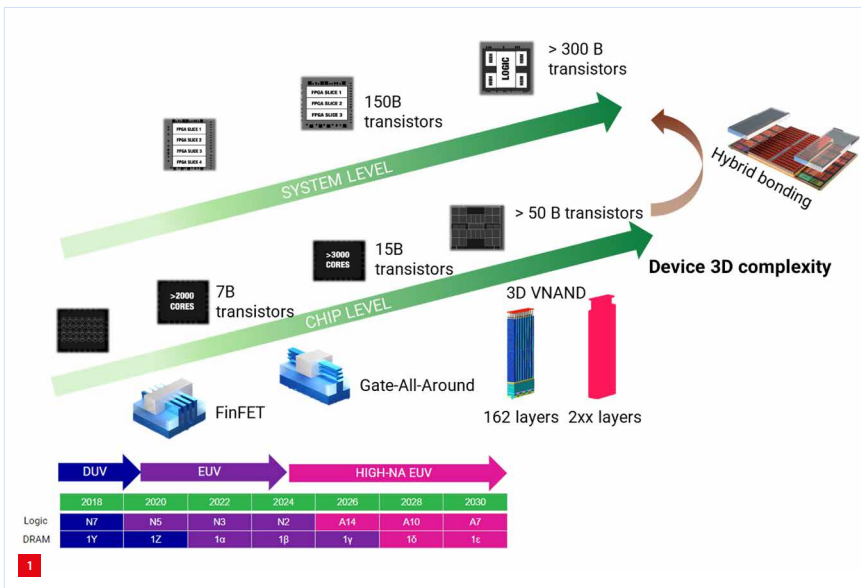 > 300 B
transistors
LOGIC
HBM
HBM
HBM
HBM
150B
transistors
FPGA SLICE 1
FPGA SLICE 2
FPGA SLICE 3
FPGA SLICE 1
FPGA SLICE 2
FPGA SLICE 3
FPGA SLICE 4
SYSTEM LEVEL
Hybrid bonding
> 50 B transistors
15B
transistors
>3000
CORES
7B
transistors
>2000
CORES
CHIP LEVEL
Device 3D complexity
3D VNAND
Gate-All-Around
FinFET
162 layers
2xx layers
DUV
EUV
HIGH-NA EUV
2018 2020 2022 2024 2026 2028 2030
Logic N7 N5 N3 N2 A14 A10 A7
DRAM 1Y 1Z 1α 1β 1γ 1δ 1ε
1